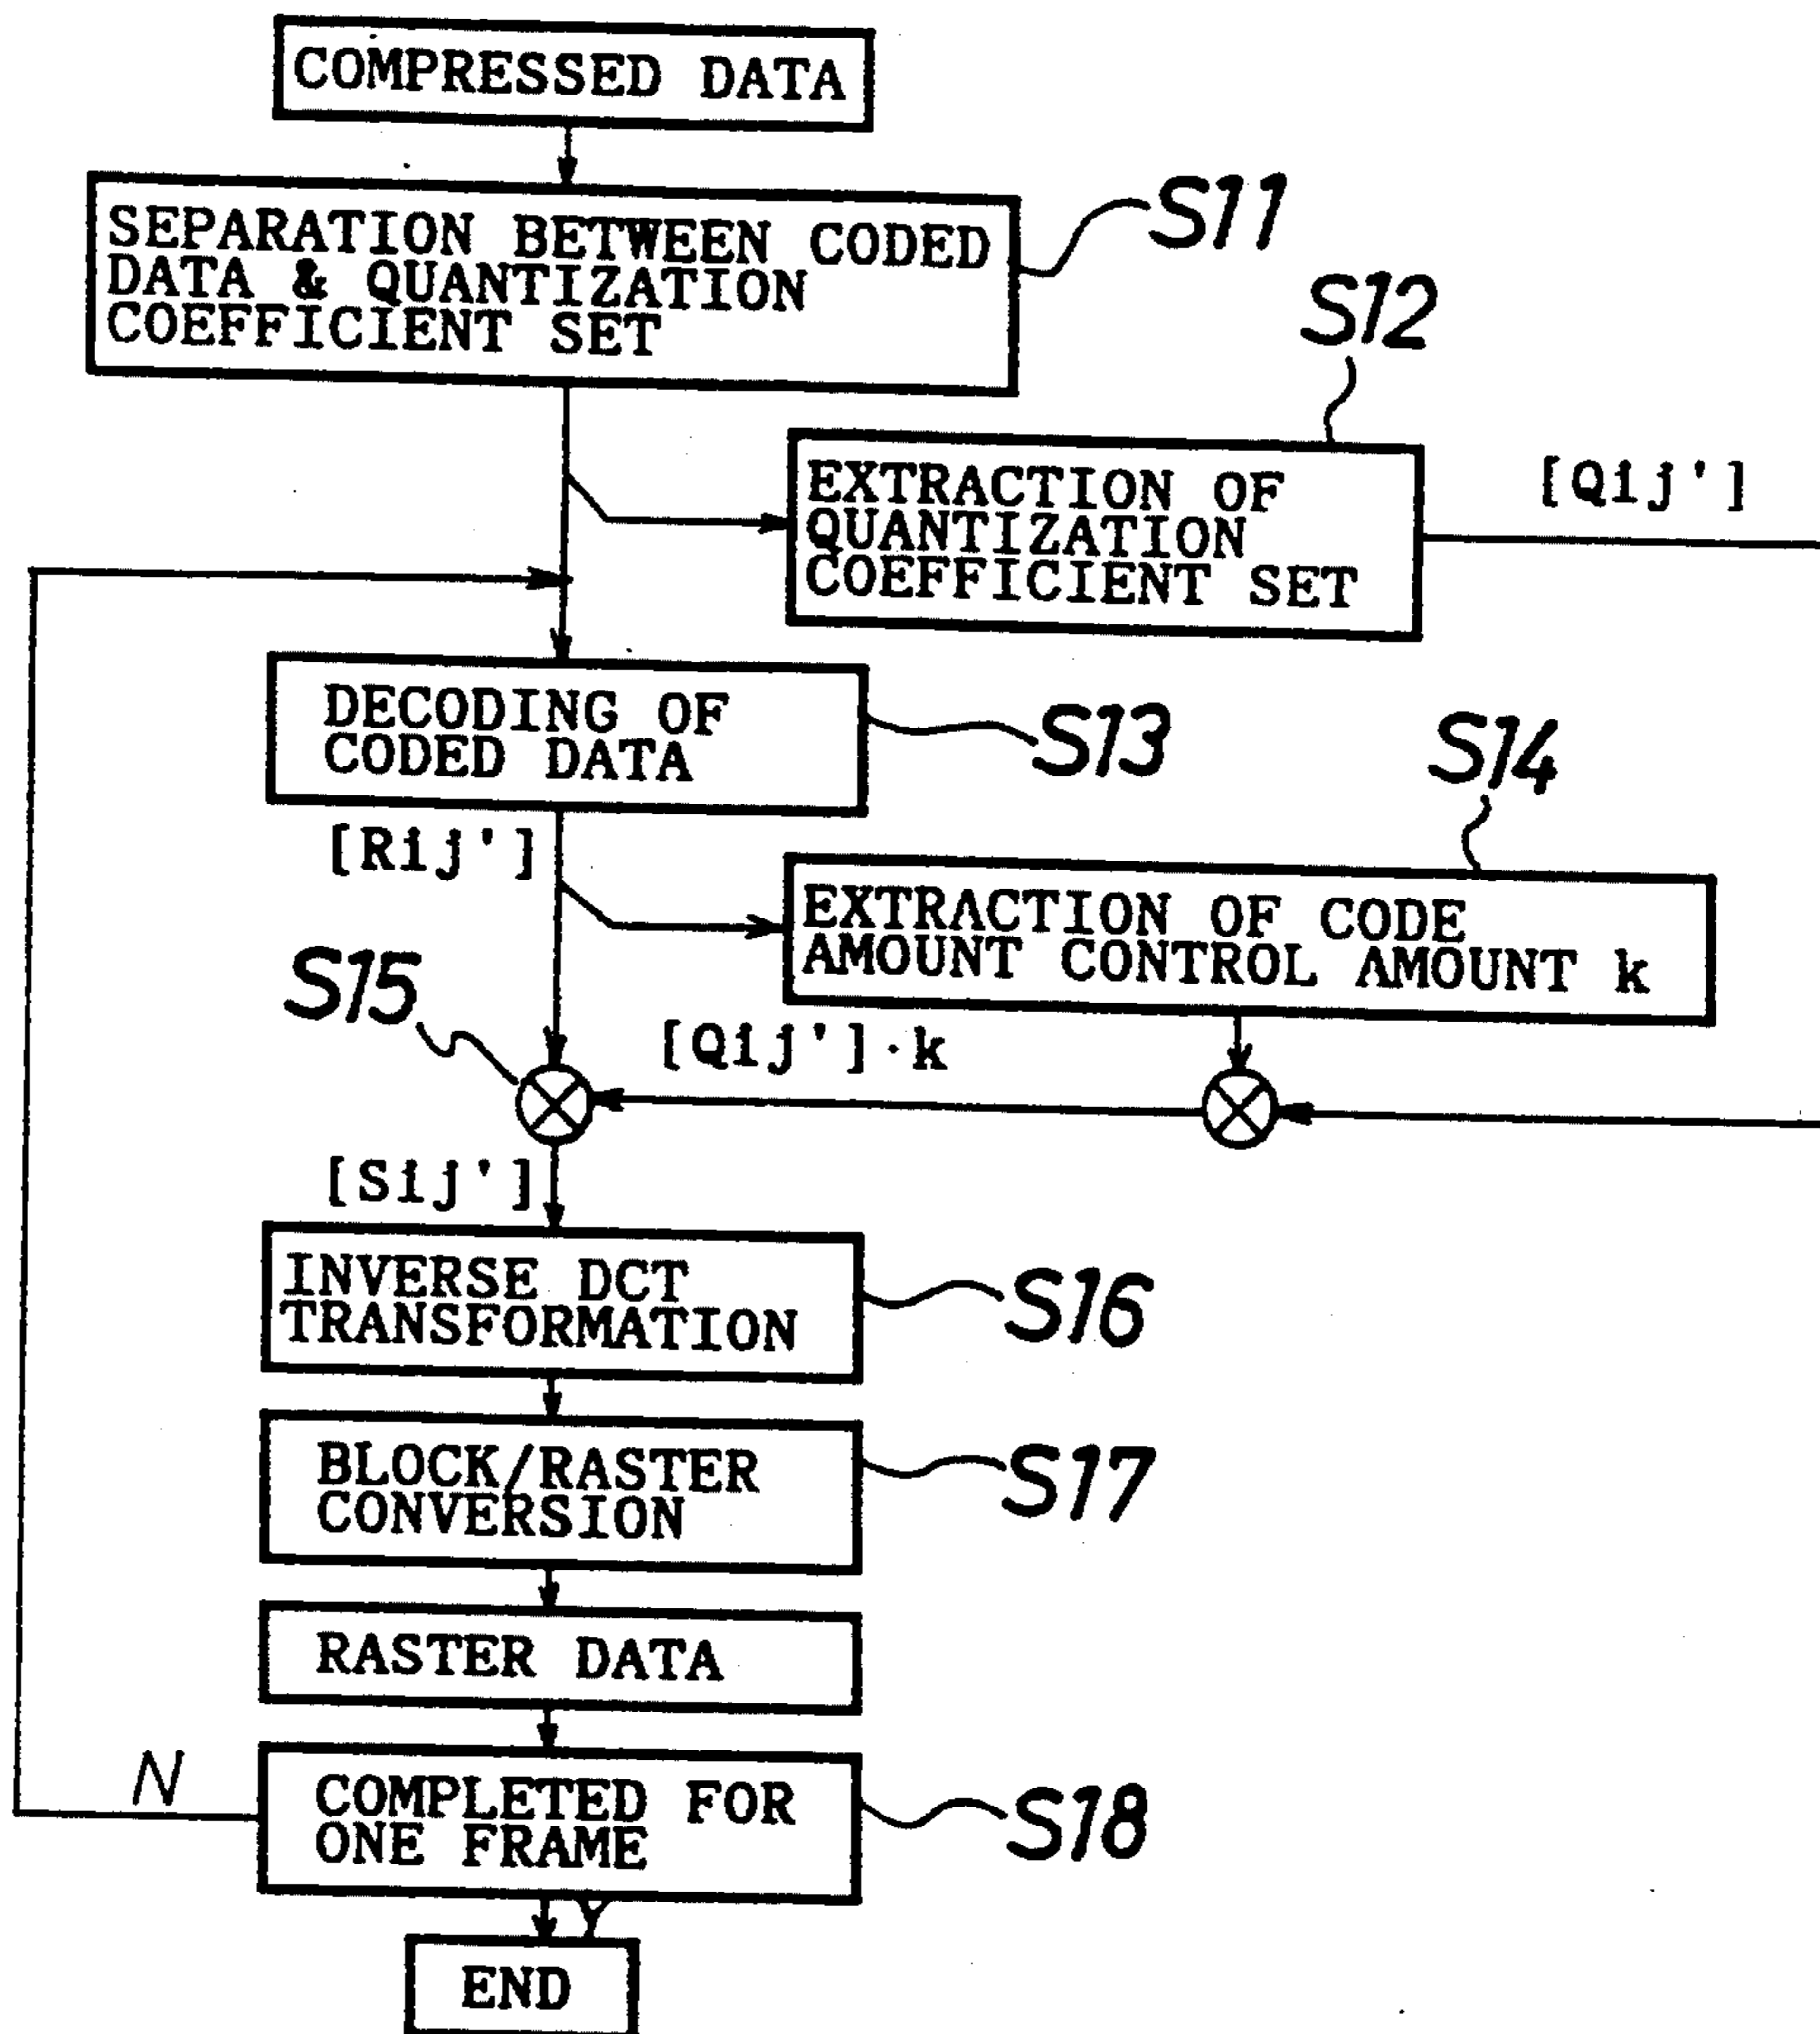 COMPRESSED DATA
SEPARATION BETWEEN CODED
DATA & QUANTIZATION
COEFFICIENT SET
S11
S12
EXTRACTION OF
QUANTIZATION
COEFFICIENT SET
[Qij']
DECODING OF
CODED DATA
S13
S14
[Rij']
EXTRACTION OF CODE
AMOUNT CONTROL AMOUNT k
S15
[Qij']·k
[Sij']
INVERSE DCT
TRANSFORMATION
S16
BLOCK/RASTER
CONVERSION
S17
RASTER DATA
N
COMPLETED FOR
ONE FRAME
S18
Y
END